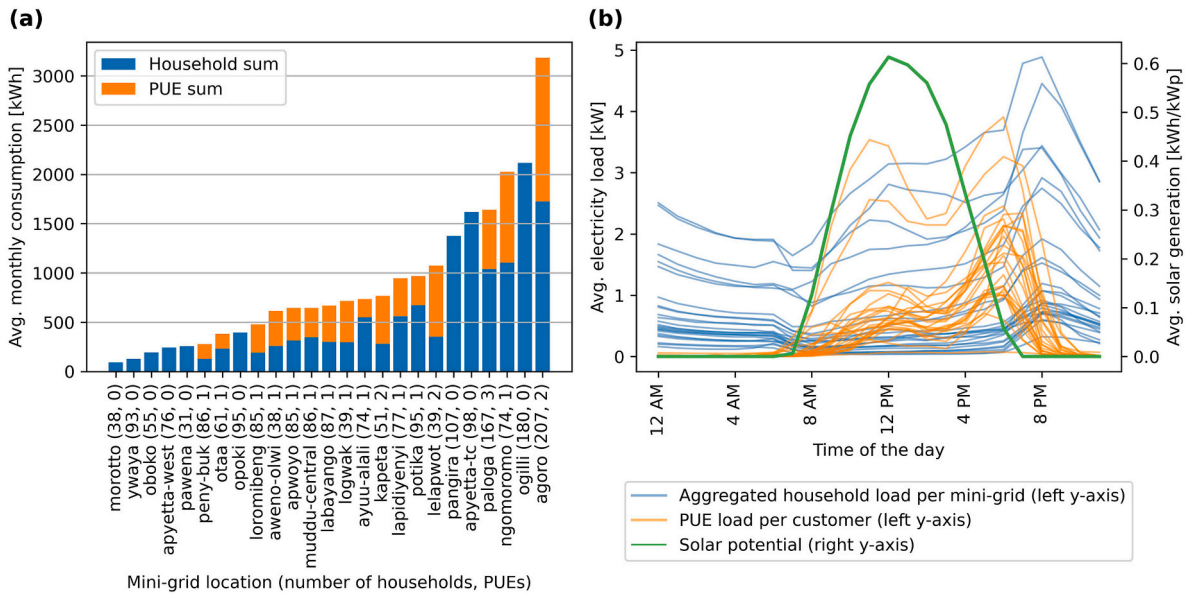 (a)
Household sum
PUE sum
Avg. monthly consumption [kWh]
3000
2500
2000
1500
1000
500
0
morotto (38, 0)
ywaya (93, 0)
oboko (55, 0)
apyetta-west (76, 0)
pawena (31, 0)
peny-buk (86, 1)
otaa (61, 1)
opoki (95, 0)
loromibeng (85, 1)
aweno-olwi (38, 1)
apwoyo (85, 1)
muddu-central (86, 1)
labayango (87, 1)
logwak (39, 1)
ayuu-alali (74, 1)
kapeta (51, 2)
lapidiyenyi (77, 1)
potika (95, 1)
lelapwot (39, 2)
pangira (107, 0)
apyetta-tc (98, 0)
paloga (167, 3)
ngomoromo (74, 1)
ogilli (180, 0)
agoro (207, 2)
Mini-grid location (number of households, PUEs)
(b)
Avg. electricity load [kW]
5
4
3
2
1
0
Avg. solar generation [kWh/kWp]
0.6
0.5
0.4
0.3
0.2
0.1
0.0
12 AM
4 AM
8 AM
12 PM
4 PM
8 PM
Time of the day
Aggregated household load per mini-grid (left y-axis)
PUE load per customer (left y-axis)
Solar potential (right y-axis)